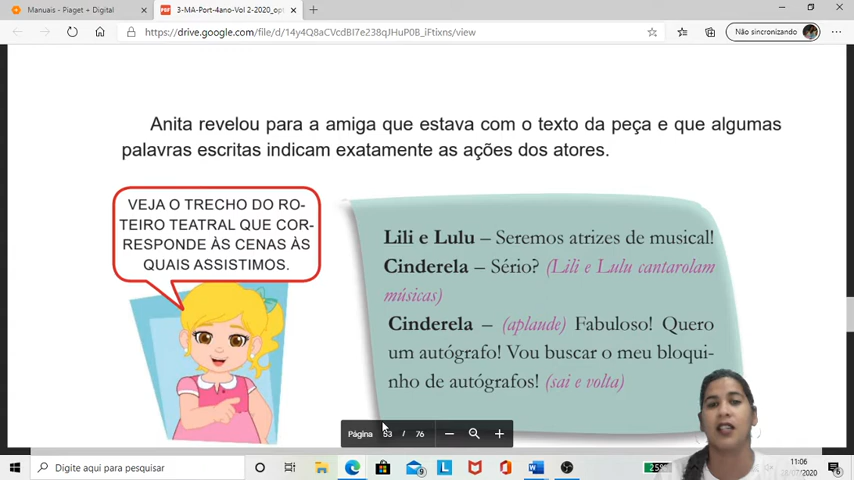 Manuais - Piaget + Digital
3-MA-Port-4ano-Vol 2-2020_op
https://drive.google.com/file/d/14y4Q8aCVcdBI7e238qJHuP0B_iFtixns/view
Não sincronizando
Anita revelou para a amiga que estava com o texto da peça e que algumas
palavras escritas indicam exatamente as ações dos atores.
VEJA O TRECHO DO RO-
TEIRO TEATRAL QUE COR-
RESPONDE ÀS CENAS ÀS
QUAIS ASSISTIMOS.
Lili e Lulu – Seremos atrizes de musical!
Cinderela – Sério? (Lili e Lulu cantarolam
músicas)
Cinderela – (aplaude) Fabuloso! Quero
um autógrafo! Vou buscar o meu bloqui-
nho de autógrafos! (sai e volta)
Página 53 / 76
Digite aqui para pesquisar
11:06